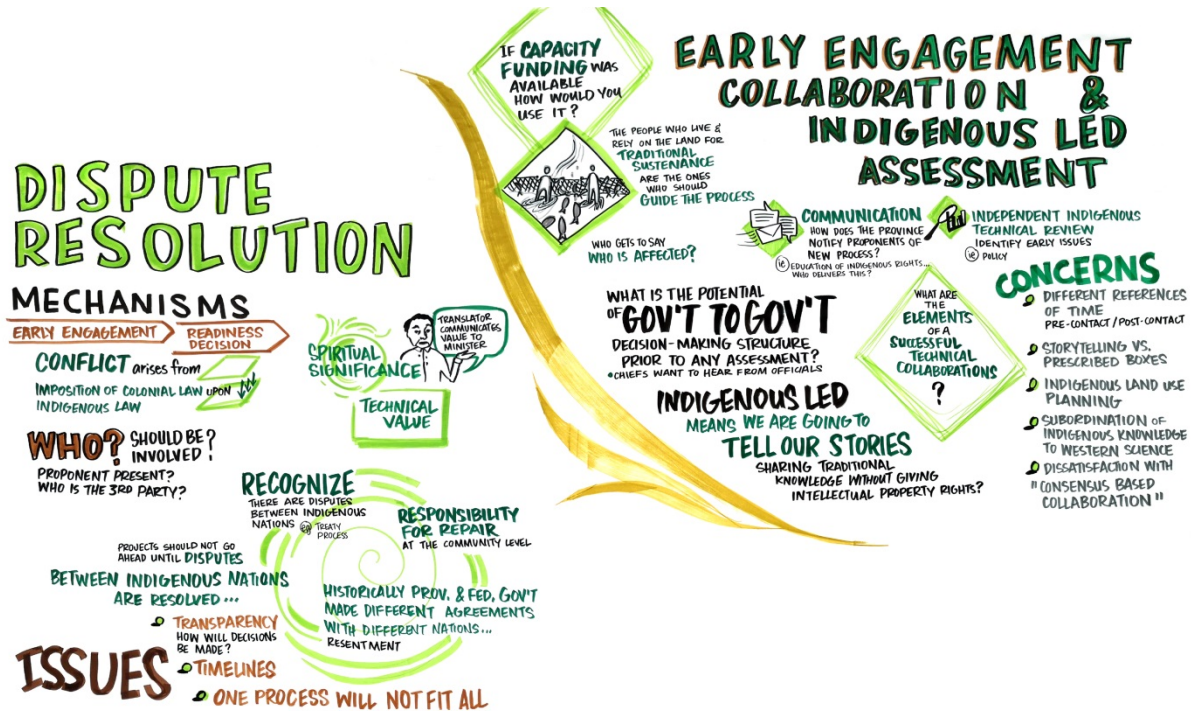 DISPUTE
RESOLUTION
MECHANISMS
EARLY ENGAGEMENT
READINESS
DECISION
CONFLICT arises from
IMPOSITION OF COLONIAL LAW UPON
INDIGENOUS LAW
WHO? SHOULD BE
INVOLVED?
PROPONENT PRESENT?
WHO IS THE 3RD PARTY?
SPIRITUAL
SIGNIFICANCE
TRANSLATOR
COMMUNICATES
VALUE TO
MINISTER
TECHNICAL
VALUE
RECOGNIZE
THERE ARE DISPUTES
BETWEEN INDIGENOUS
NATIONS eg TREATY
PROCESS
RESPONSIBILITY
FOR REPAIR
AT THE COMMUNITY LEVEL
PROJECTS SHOULD NOT GO
AHEAD UNTIL DISPUTES
BETWEEN INDIGENOUS NATIONS
ARE RESOLVED...
HISTORICALLY PROV. & FED. GOV'T
MADE DIFFERENT AGREEMENTS
WITH DIFFERENT NATIONS...
RESENTMENT
ISSUES
TRANSPARENCY
HOW WILL DECISIONS
BE MADE?
TIMELINES
ONE PROCESS WILL NOT FIT ALL
EARLY ENGAGEMENT
COLLABORATION &
INDIGENOUS LED
ASSESSMENT
IF CAPACITY
FUNDING WAS
AVAILABLE
HOW WOULD YOU
USE IT?
THE PEOPLE WHO LIVE &
RELY ON THE LAND FOR
TRADITIONAL
SUSTENANCE
ARE THE ONES
WHO SHOULD
GUIDE THE PROCESS
WHO GETS TO SAY
WHO IS AFFECTED?
COMMUNICATION
HOW DOES THE PROVINCE
NOTIFY PROPONENTS OF
NEW PROCESS?
ie EDUCATION OF INDIGENOUS RIGHTS...
WHO DELIVERS THIS?
INDEPENDENT INDIGENOUS
TECHNICAL REVIEW
IDENTIFY EARLY ISSUES
ie POLICY
WHAT IS THE POTENTIAL
OF GOV'T TO GOV'T
DECISION-MAKING STRUCTURE
PRIOR TO ANY ASSESSMENT?
• CHIEFS WANT TO HEAR FROM OFFICIALS
INDIGENOUS LED
MEANS WE ARE GOING TO
TELL OUR STORIES
SHARING TRADITIONAL
KNOWLEDGE WITHOUT GIVING
INTELLECTUAL PROPERTY RIGHTS?
WHAT ARE
THE
ELEMENTS
OF A
SUCCESSFUL
TECHNICAL
COLLABORATIONS
?
CONCERNS
DIFFERENT REFERENCES
OF TIME
PRE-CONTACT/POST-CONTACT
STORYTELLING VS.
PRESCRIBED BOXES
INDIGENOUS LAND USE
PLANNING
SUBORDINATION OF
INDIGENOUS KNOWLEDGE
TO WESTERN SCIENCE
DISSATISFACTION WITH
"CONSENSUS BASED
COLLABORATION"